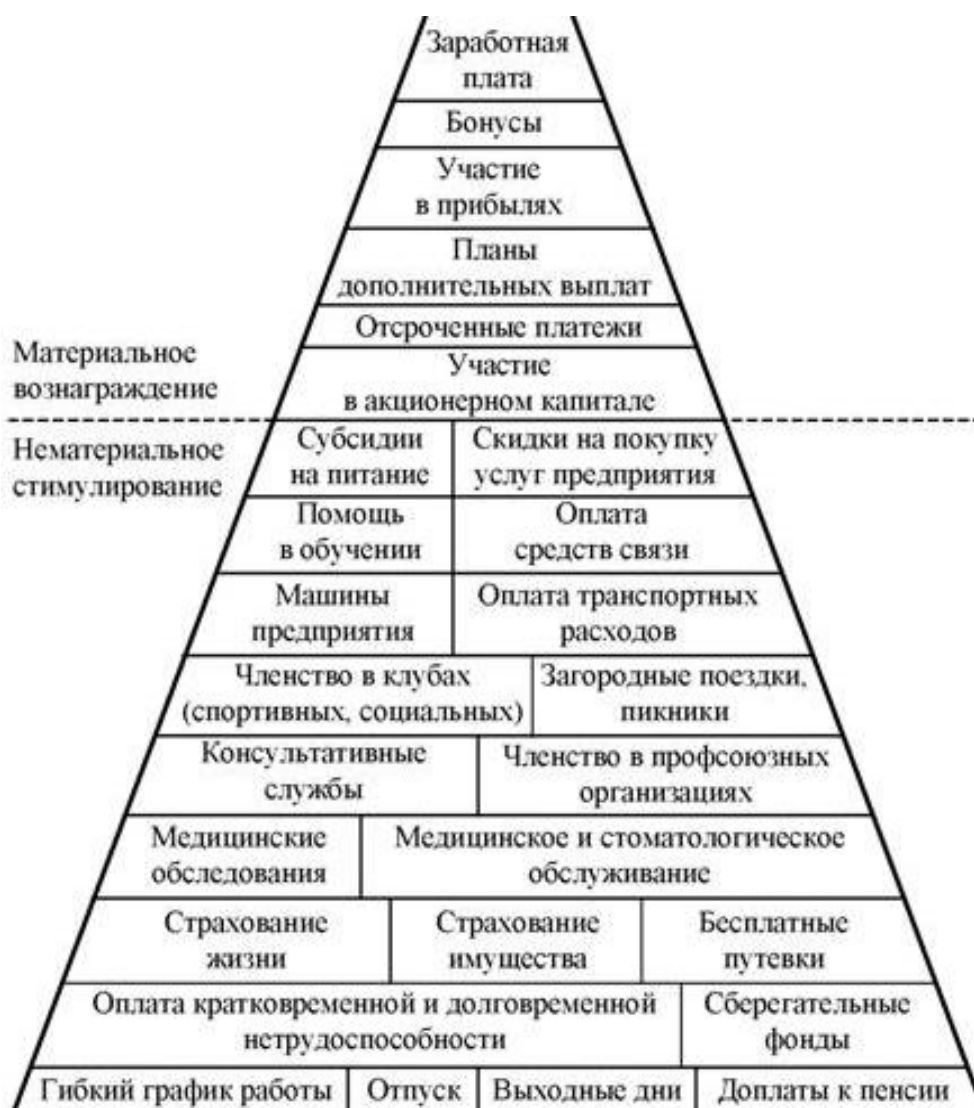 Заработная
плата
Бонусы
Участие
в прибылях
Планы
дополнительных выплат
Отсроченные платежи
Материальное
вознаграждение
Участие
в акционерном капитале
Нематериальное
стимулирование
Субсидии
на питание
Скидки на покупку
услуг предприятия
Помощь
в обучении
Оплата
средств связи
Машины
предприятия
Оплата транспортных
расходов
Членство в клубах
(спортивных, социальных)
Загородные поездки,
пикники
Консультативные
службы
Членство в профсоюзных
организациях
Медицинские
обследования
Медицинское и стоматологическое
обслуживание
Страхование
жизни
Страхование
имущества
Бесплатные
путевки
Оплата кратковременной и долговременной
нетрудоспособности
Сберегательные
фонды
Гибкий график работы
Отпуск
Выходные дни
Доплаты к пенсии